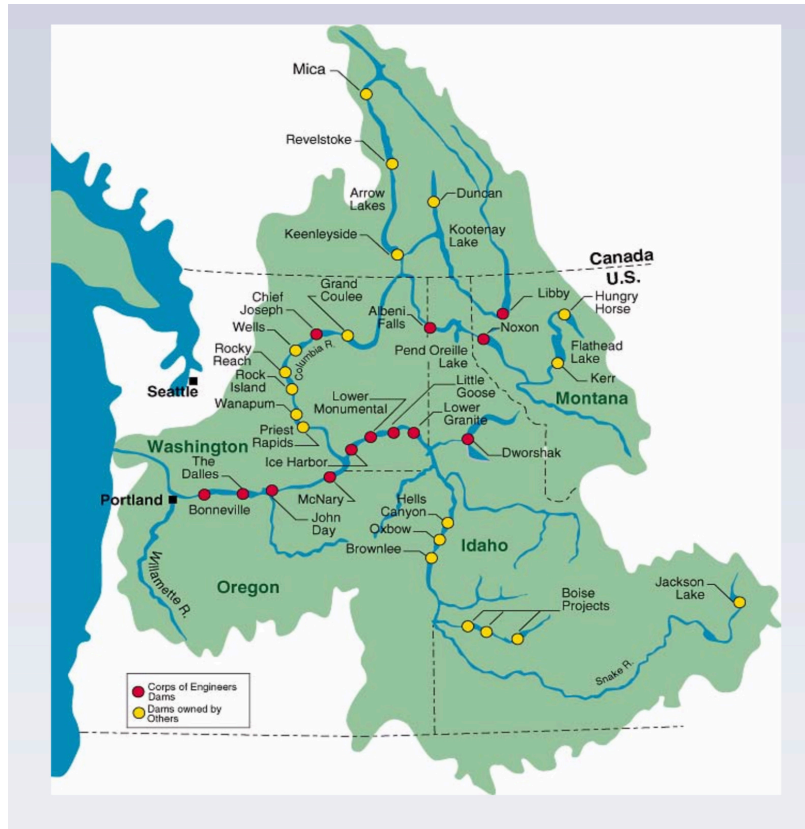 Mica
Revelstoke
Arrow
Lakes
Duncan
Kootenay
Lake
Keenleyside
Canada
U.S.
Grand
Coulee
Chief
Joseph
Albeni
Falls
Libby
Hungry
Horse
Noxon
Wells
Columbia R.
Rocky
Reach
Pend Oreille
Lake
Flathead
Lake
Rock
Island
Seattle
Kerr
Little
Goose
Wanapum
Lower
Monumental
Lower
Granite
Montana
Priest
Rapids
Washington
Ice Harbor
Dworshak
The
Dalles
Portland
Bonneville
McNary
Hells
Canyon
John
Day
Oxbow
Brownlee
Idaho
Willamette R.
Oregon
Boise
Projects
Jackson
Lake
Snake R.
Corps of Engineers
Dams
Dams owned by
Others